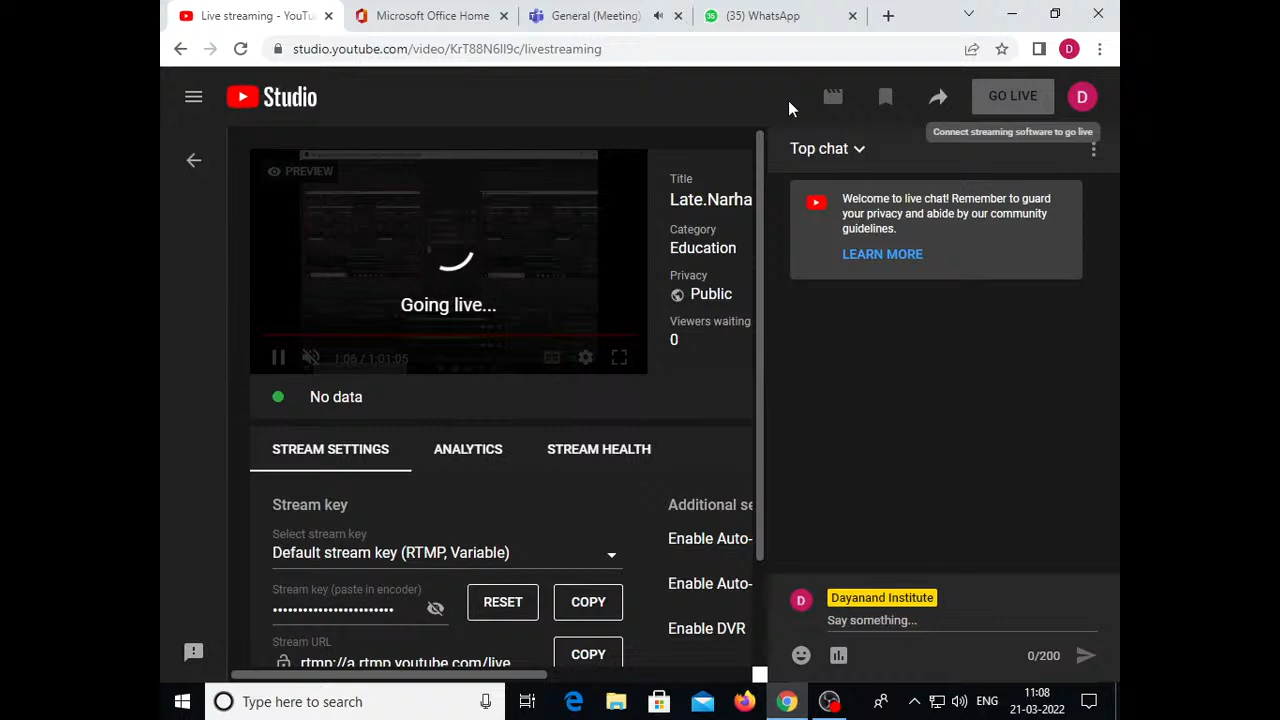 Live streaming - YouTu
Microsoft Office Home
General (Meeting)
(35) WhatsApp
studio.youtube.com/video/KrT88N6Il9c/livestreaming
D
Studio
GO LIVE
D
Connect streaming software to go live
PREVIEW
Going live...
1:06 / 1:01:05
No data
Title
Late.Narha
Category
Education
Privacy
Public
Viewers waiting
0
Top chat
Welcome to live chat! Remember to guard
your privacy and abide by our community
guidelines.
LEARN MORE
STREAM SETTINGS
ANALYTICS
STREAM HEALTH
Stream key
Select stream key
Default stream key (RTMP, Variable)
Stream key (paste in encoder)
RESET
COPY
Stream URL
rtmp://a.rtmp.youtube.com/live
COPY
Additional se
Enable Auto-
Enable Auto-
Enable DVR
D
Dayanand Institute
Say something...
0/200
Type here to search
ENG
11:08
21-03-2022